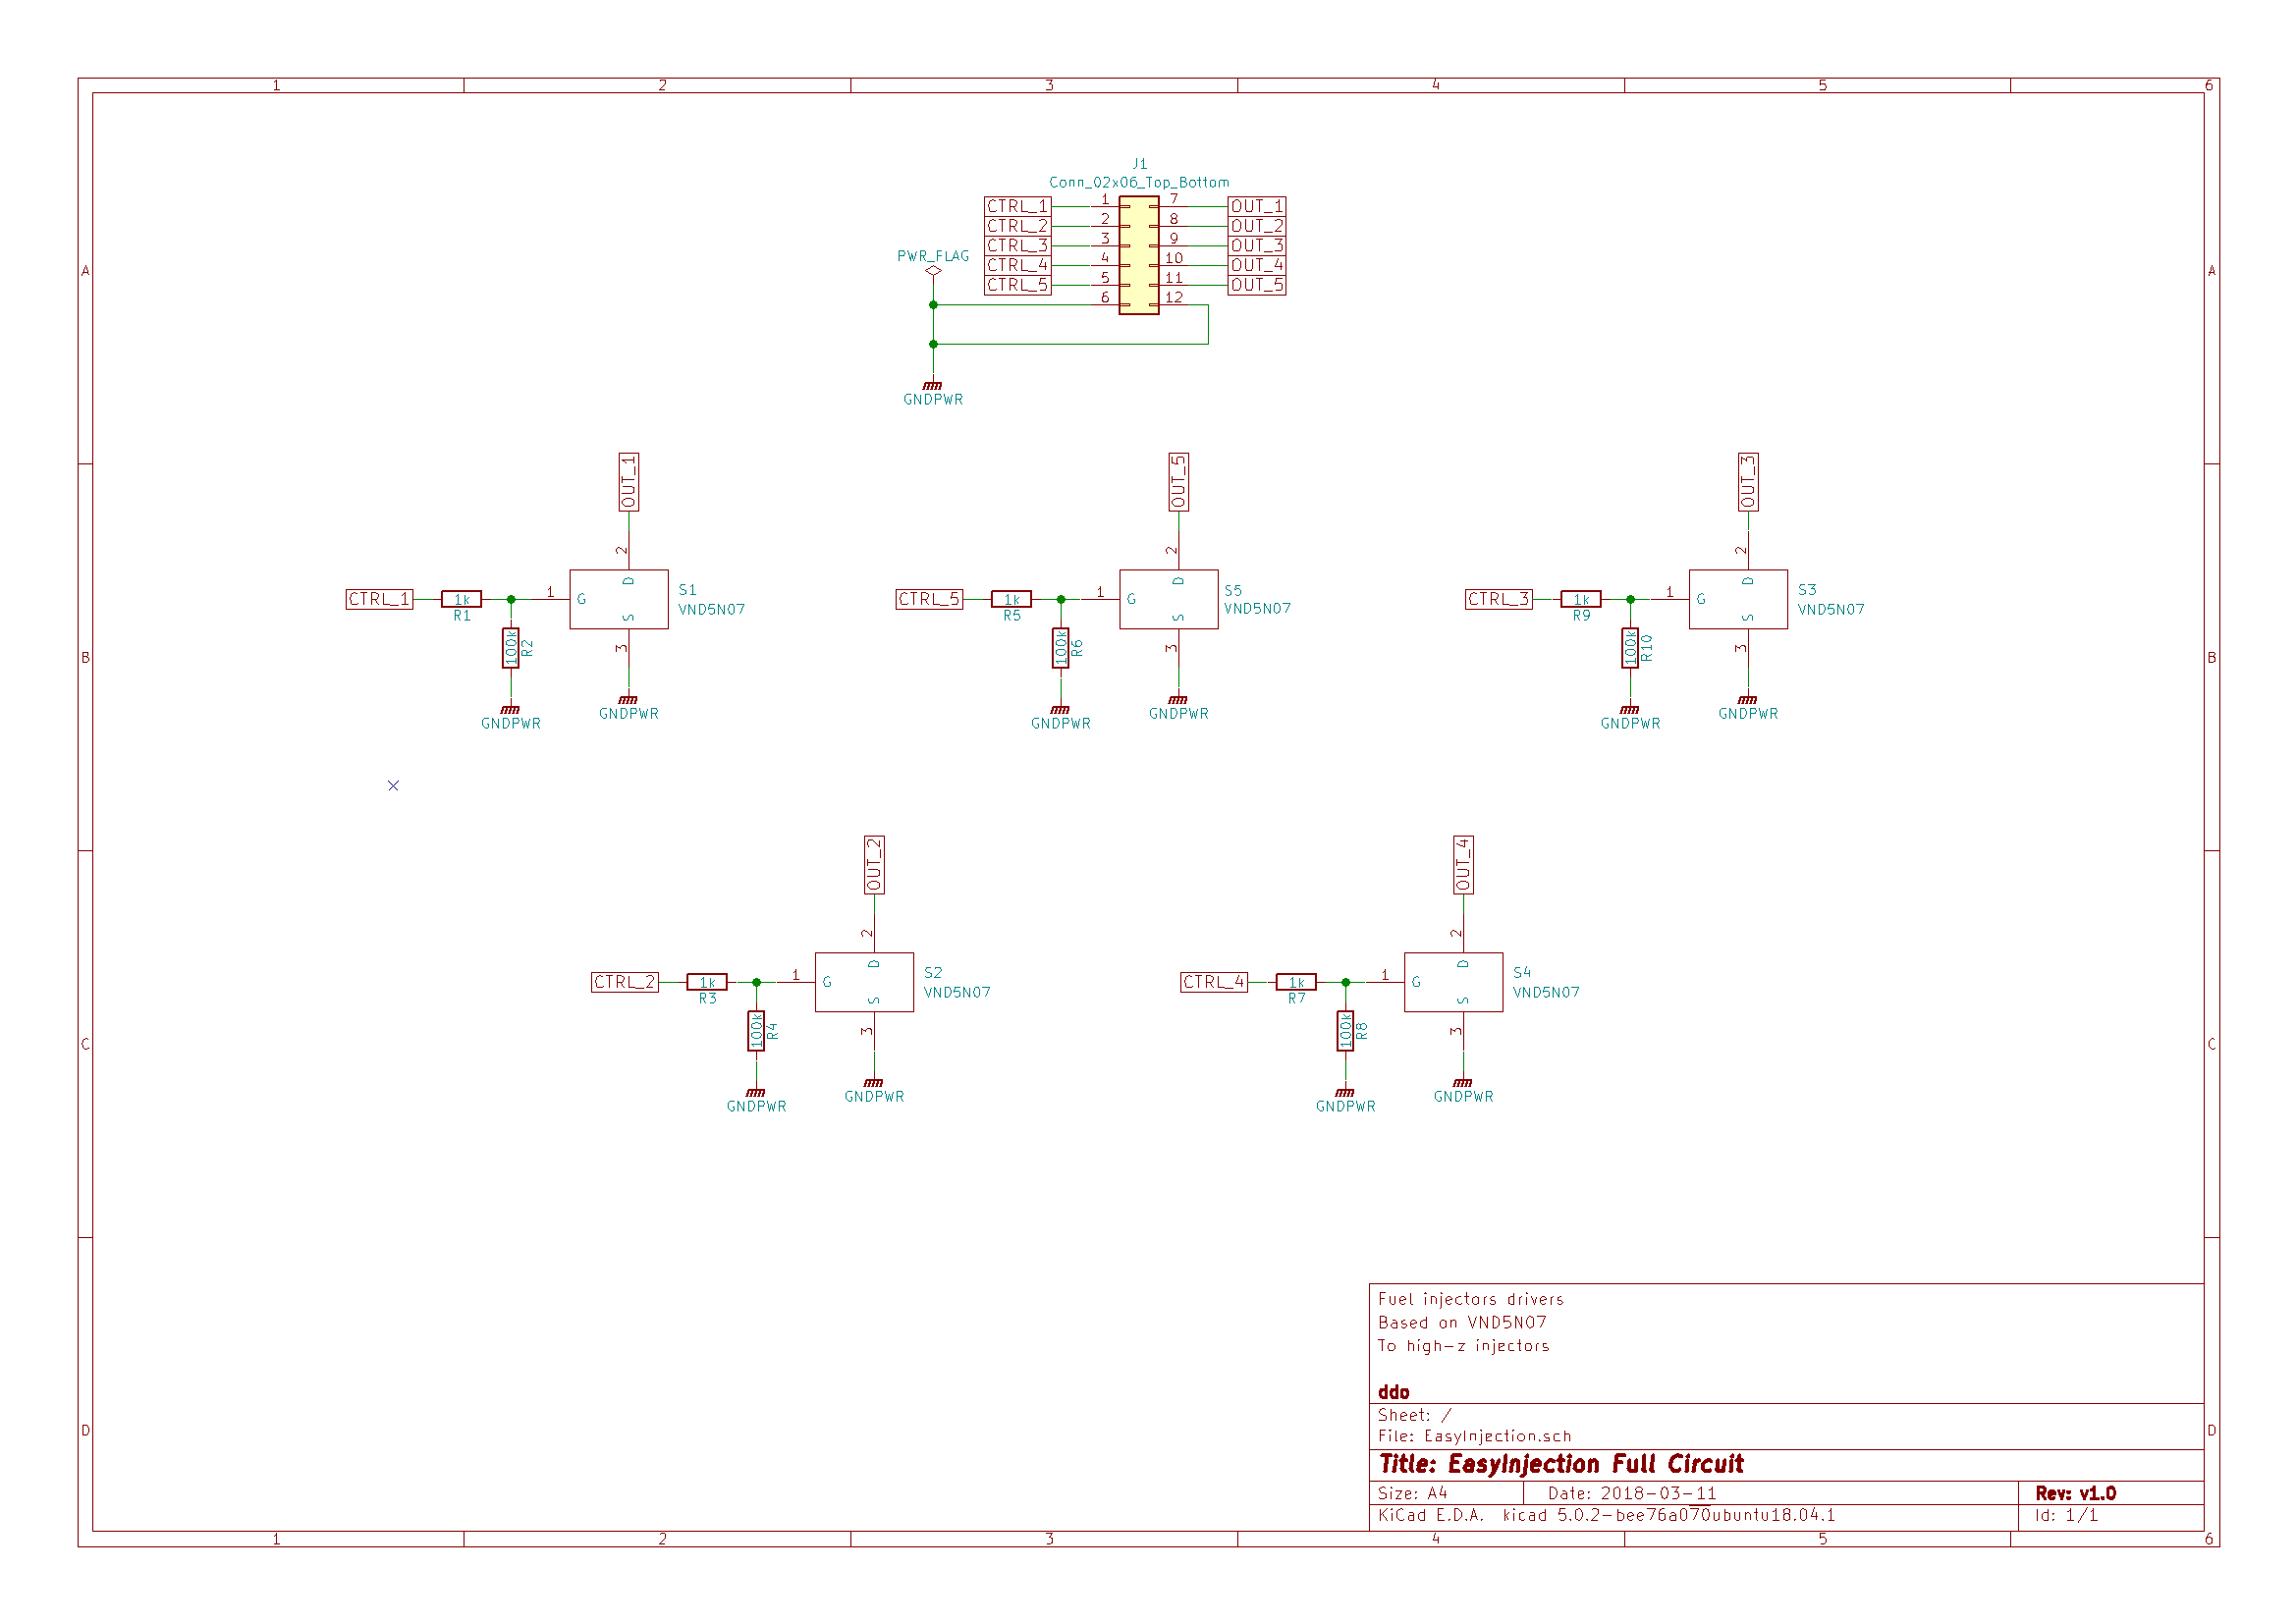 1 2 3 4 5 6
A A
B B
C C
D D
J1
Conn_02x06_Top_Bottom
CTRL_1 1 7 OUT_1
CTRL_2 2 8 OUT_2
CTRL_3 3 9 OUT_3
CTRL_4 4 10 OUT_4
CTRL_5 5 11 OUT_5
6 12
PWR_FLAG
GNDPWR
OUT_1
2
CTRL_1 1k 1 G D S
R1
S1
VND5N07
100k R2
3
GNDPWR
GNDPWR
OUT_5
2
CTRL_5 1k 1 G D S
R5
S5
VND5N07
100k R6
3
GNDPWR
GNDPWR
OUT_3
2
CTRL_3 1k 1 G D S
R9
S3
VND5N07
100k R10
3
GNDPWR
GNDPWR
OUT_2
2
CTRL_2 1k 1 G D S
R3
S2
VND5N07
100k R4
3
GNDPWR
GNDPWR
OUT_4
2
CTRL_4 1k 1 G D S
R7
S4
VND5N07
100k R8
3
GNDPWR
GNDPWR
Fuel injectors drivers
Based on VND5N07
To high-z injectors
ddo
Sheet: /
File: EasyInjection.sch
Title: EasyInjection Full Circuit
Size: A4 Date: 2018-03-11 Rev: v1.0
KiCad E.D.A. kicad 5.0.2-bee76a070ubuntu18.04.1 Id: 1/1
1 2 3 4 5 6